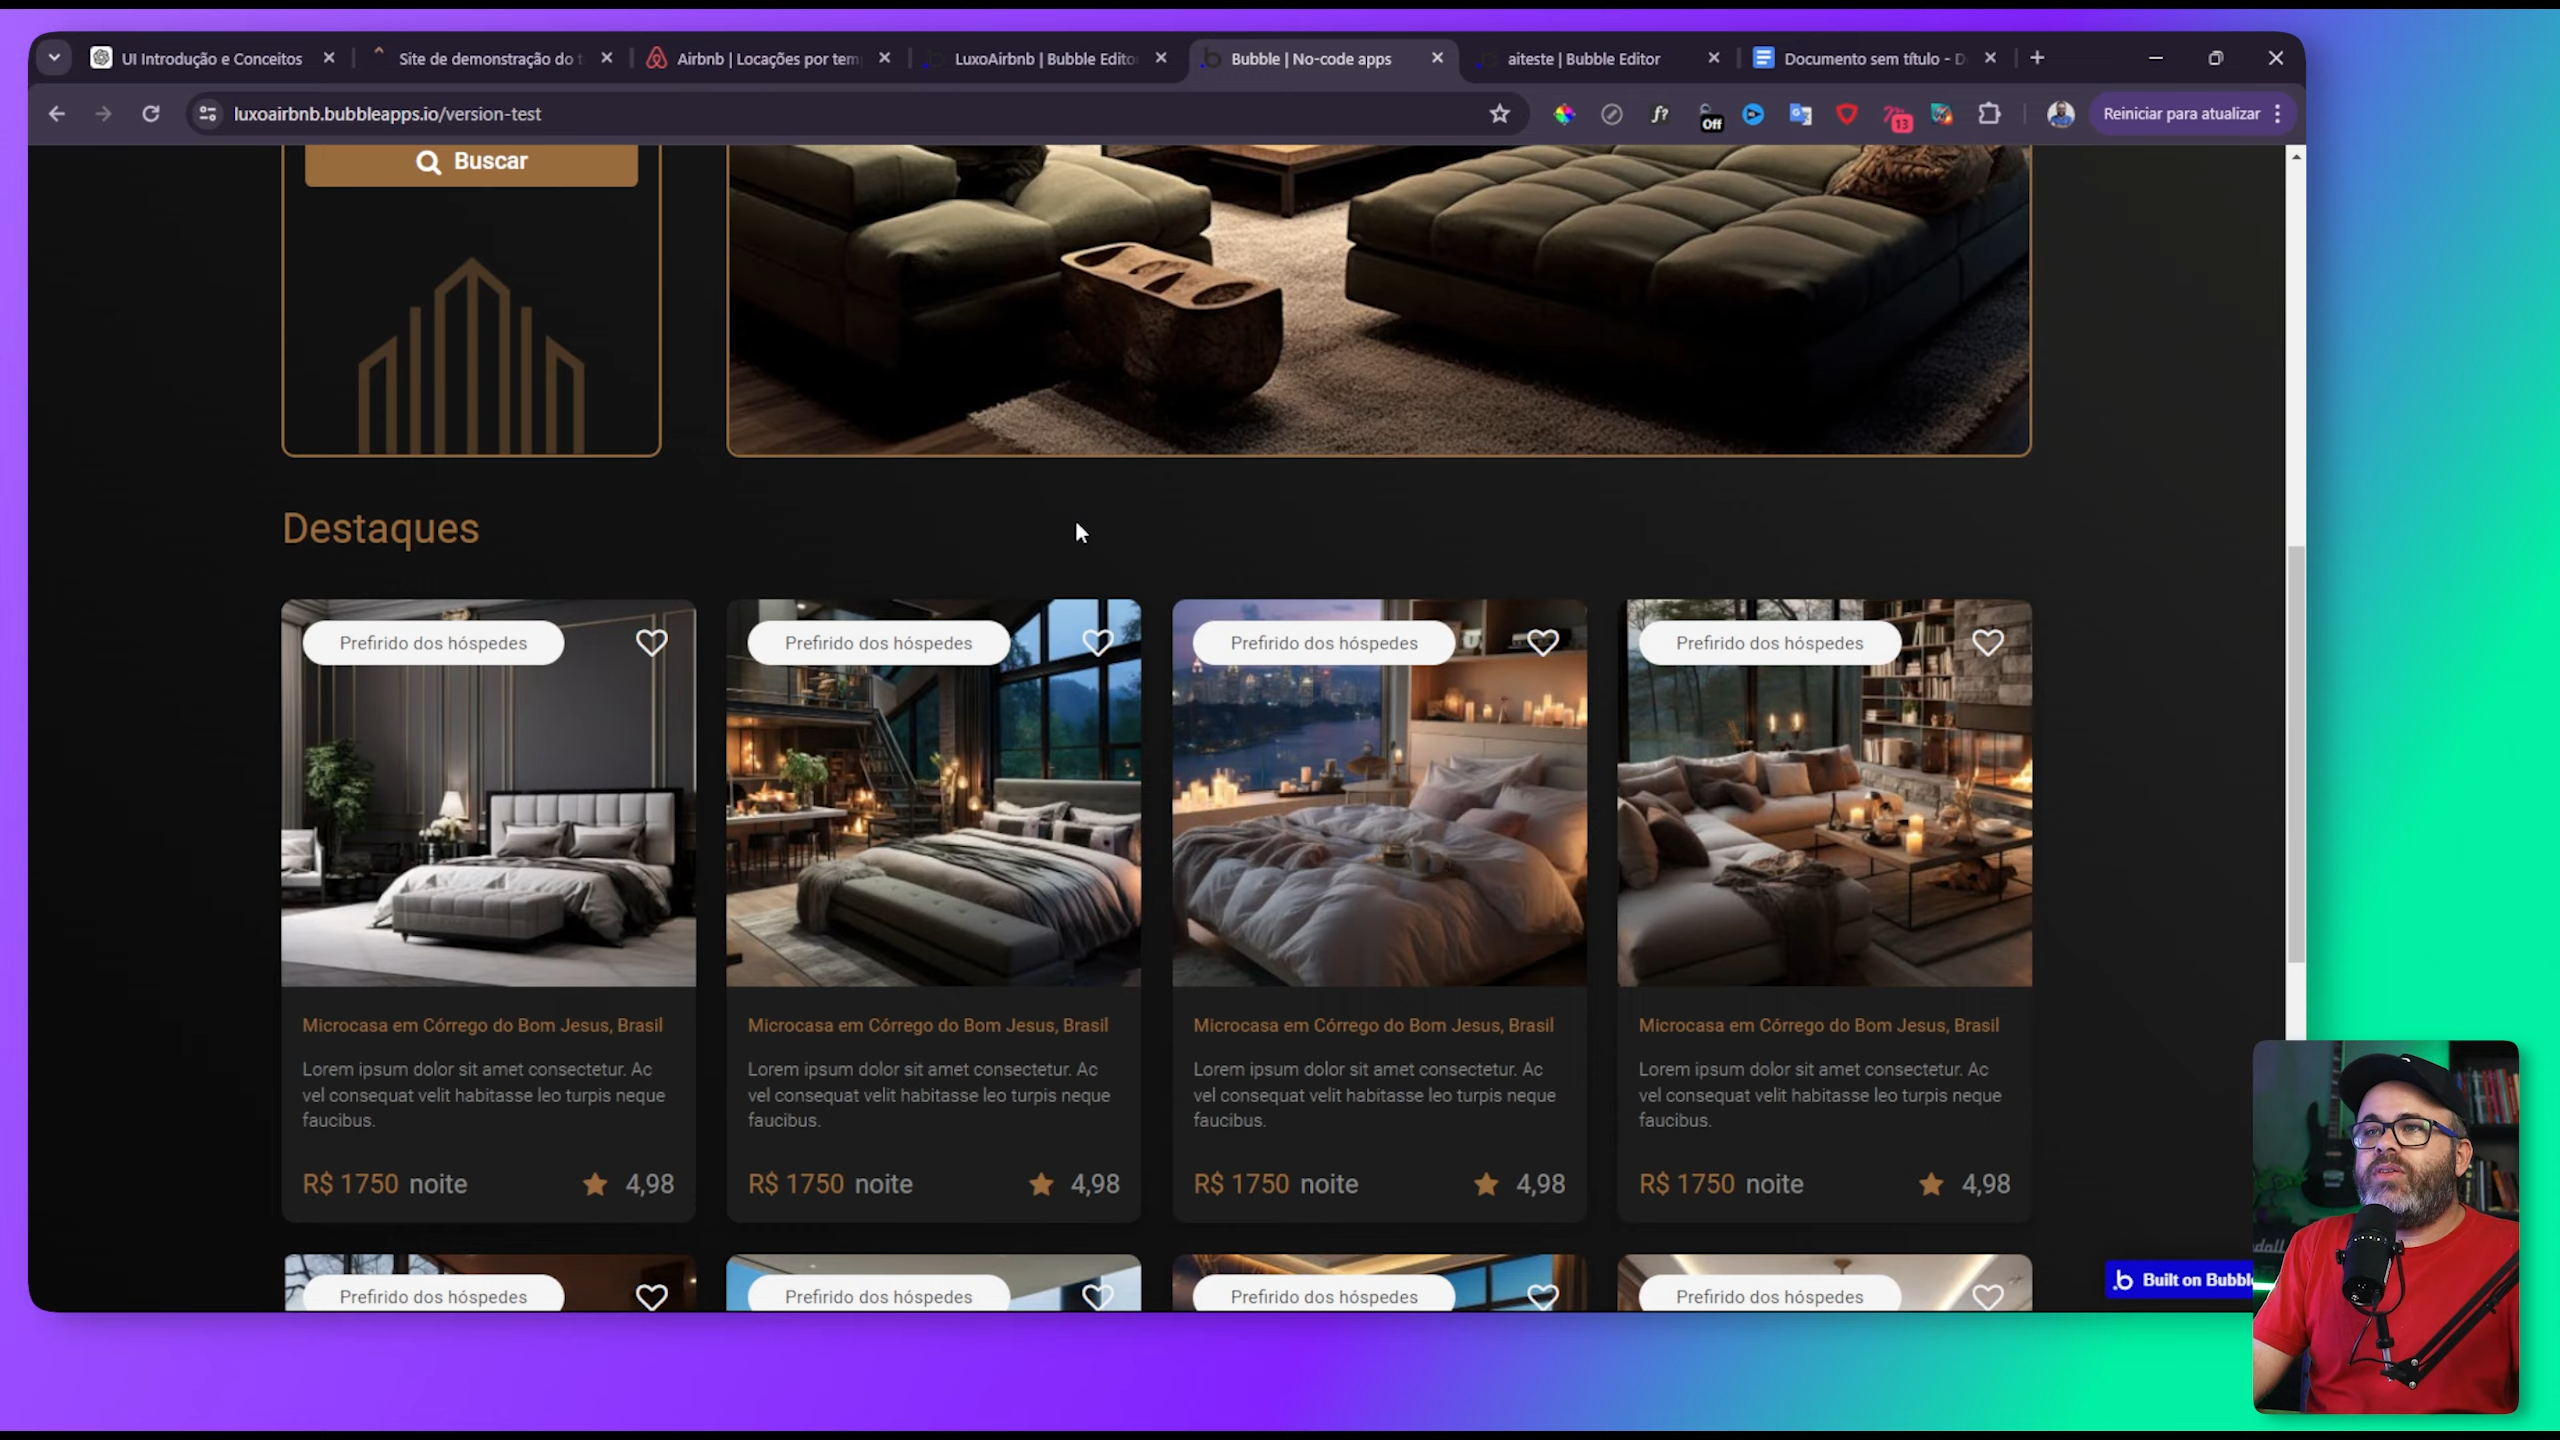 UI Introdução e Conceitos
Site de demonstração do t
Airbnb | Locações por tem
LuxoAirbnb | Bubble Edito
Bubble | No-code apps
aiteste | Bubble Editor
Documento sem título - D
luxoairbnb.bubbleapps.io/version-test
f?
Off
13
Reiniciar para atualizar
Buscar
Destaques
Prefirido dos hóspedes
Prefirido dos hóspedes
Prefirido dos hóspedes
Prefirido dos hóspedes
Microcasa em Córrego do Bom Jesus, Brasil
Lorem ipsum dolor sit amet consectetur. Ac
vel consequat velit habitasse leo turpis neque
faucibus.
R$ 1750 noite
4,98
Microcasa em Córrego do Bom Jesus, Brasil
Lorem ipsum dolor sit amet consectetur. Ac
vel consequat velit habitasse leo turpis neque
faucibus.
R$ 1750 noite
4,98
Microcasa em Córrego do Bom Jesus, Brasil
Lorem ipsum dolor sit amet consectetur. Ac
vel consequat velit habitasse leo turpis neque
faucibus.
R$ 1750 noite
4,98
Microcasa em Córrego do Bom Jesus, Brasil
Lorem ipsum dolor sit amet consectetur. Ac
vel consequat velit habitasse leo turpis neque
faucibus.
R$ 1750 noite
4,98
Prefirido dos hóspedes
Prefirido dos hóspedes
Prefirido dos hóspedes
Prefirido dos hóspedes
Built on Bubble